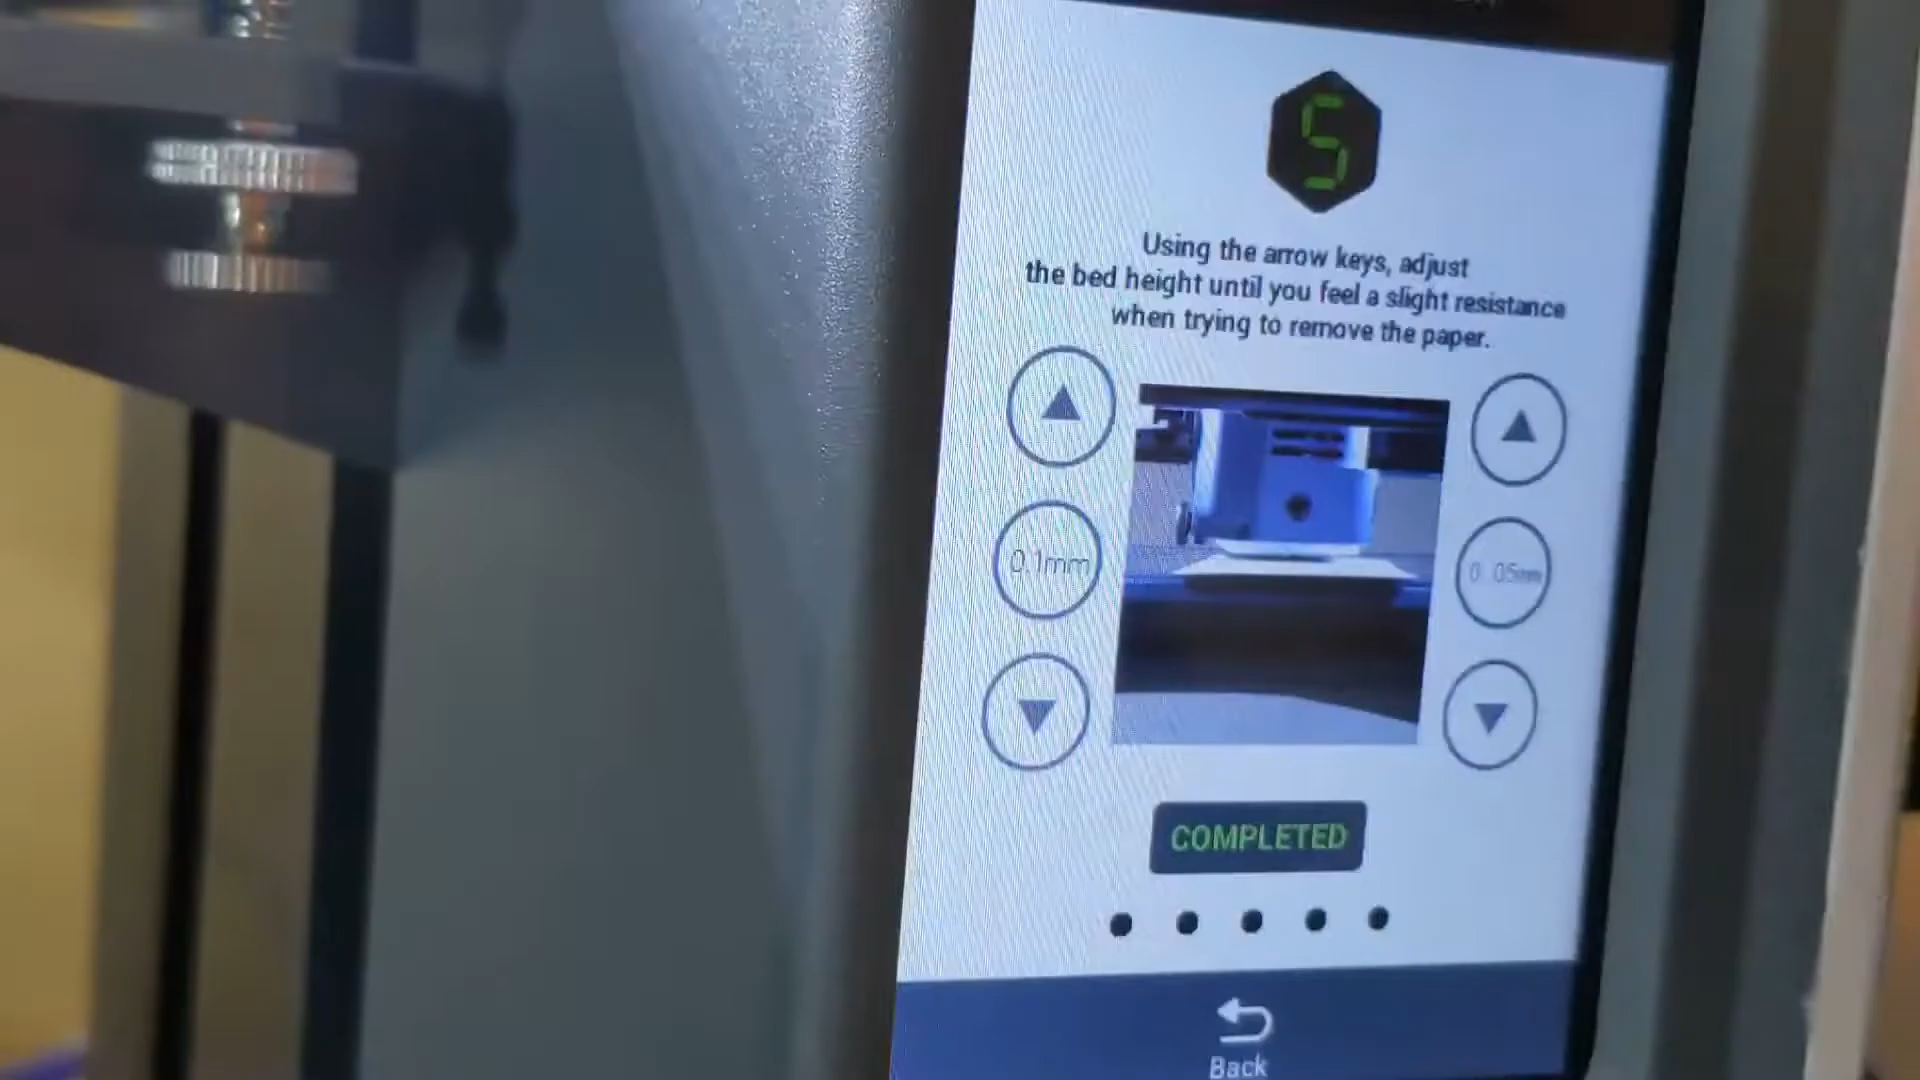 5
Using the arrow keys, adjust
the bed height until you feel a slight resistance
when trying to remove the paper.
0.1mm
0.05mm
COMPLETED
Back